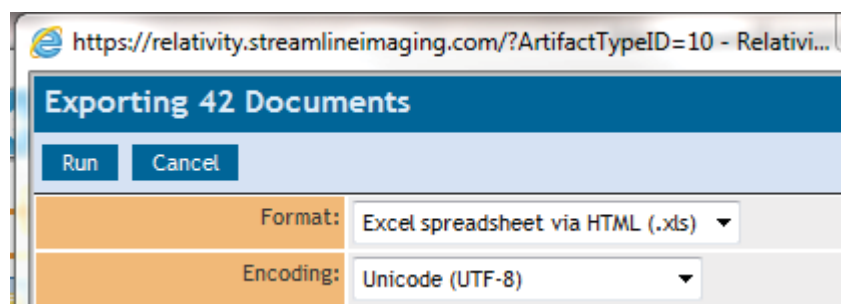 https://relativity.streamlineimaging.com/?ArtifactTypeID=10 - Relativi...
Exporting 42 Documents
Run Cancel
Format: Excel spreadsheet via HTML (.xls)
Encoding: Unicode (UTF-8)